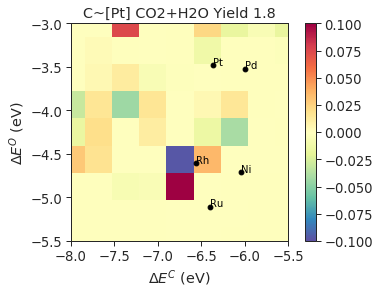 C~[Pt] CO2+H2O Yield 1.8
−3.0
−3.5
−4.0
−4.5
−5.0
−5.5
ΔE^O (eV)
Pt
Pd
Rh
Ni
Ru
−8.0 −7.5 −7.0 −6.5 −6.0 −5.5
ΔE^C (eV)
0.100
0.075
0.050
0.025
0.000
−0.025
−0.050
−0.075
−0.100